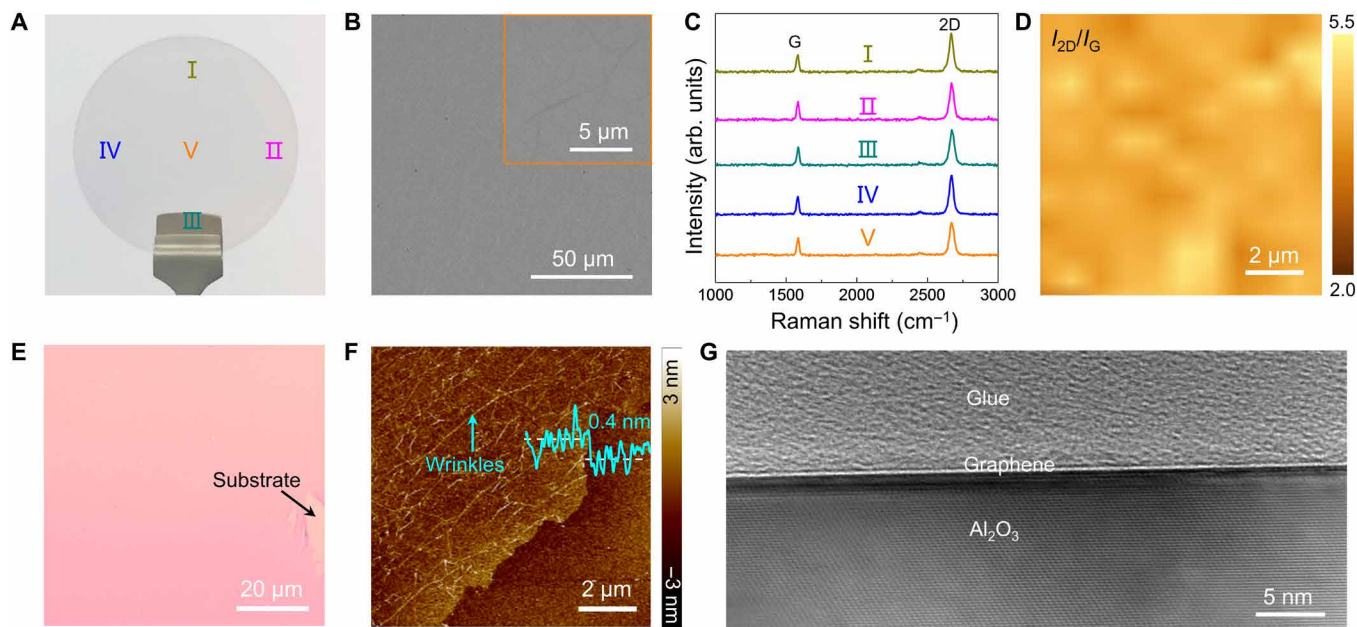 A
I
IV
V
II
III
B
5 µm
50 µm
C
G
2D
I
II
III
IV
V
Intensity (arb. units)
1000
1500
2000
2500
3000
Raman shift (cm⁻¹)
D
I2D/IG
2 µm
5.5
2.0
E
Substrate
20 µm
F
0.4 nm
Wrinkles
2 µm
3 nm
–3 nm
G
Glue
Graphene
Al₂O₃
5 nm